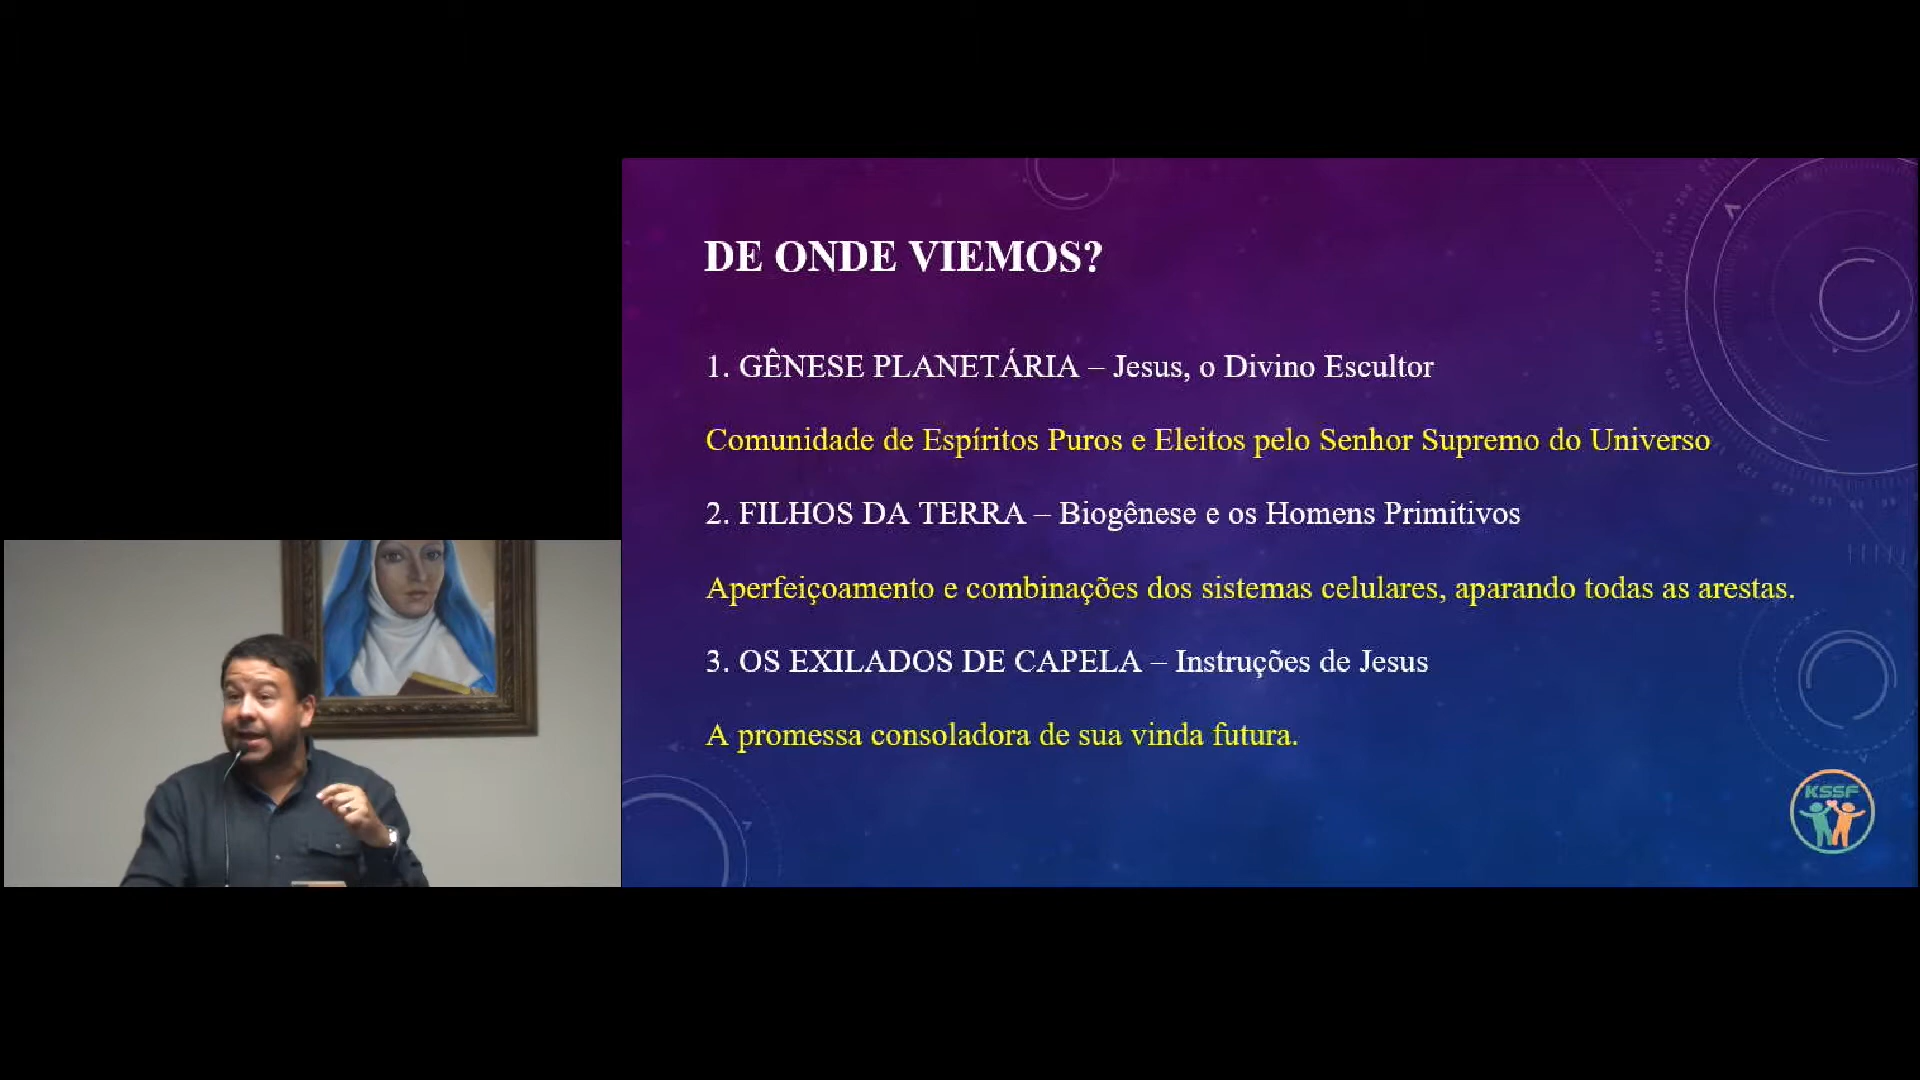 DE ONDE VIEMOS?
1. GÊNESE PLANETÁRIA – Jesus, o Divino Escultor
Comunidade de Espíritos Puros e Eleitos pelo Senhor Supremo do Universo
2. FILHOS DA TERRA – Biogênese e os Homens Primitivos
Aperfeiçoamento e combinações dos sistemas celulares, aparando todas as arestas.
3. OS EXILADOS DE CAPELA – Instruções de Jesus
A promessa consoladora de sua vinda futura.
KSSF